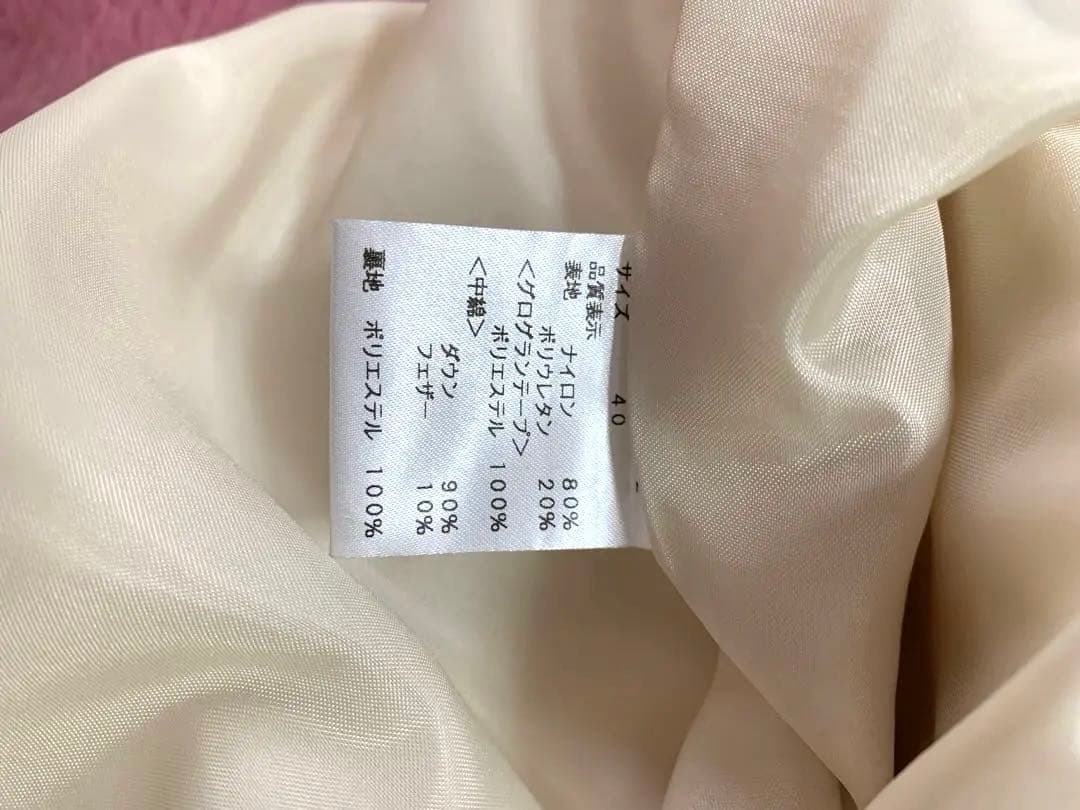 サイズ 40
品質表示
表地 ナイロン 80%
ポリウレタン 20%
<グログランテープ>
ポリエステル 100%
<中綿>
ダウン 90%
フェザー 10%
裏地 ポリエステル 100%